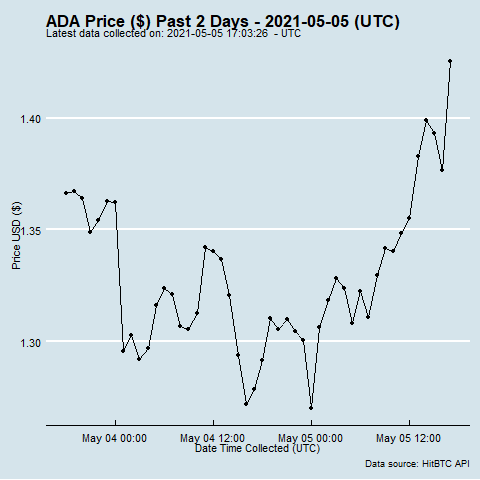 ADA Price ($) Past 2 Days - 2021-05-05 (UTC)
Latest data collected on: 2021-05-05 17:03:26 - UTC
1.40
1.35
1.30
Price USD ($)
May 04 00:00
May 04 12:00
May 05 00:00
May 05 12:00
Date Time Collected (UTC)
Data source: HitBTC API